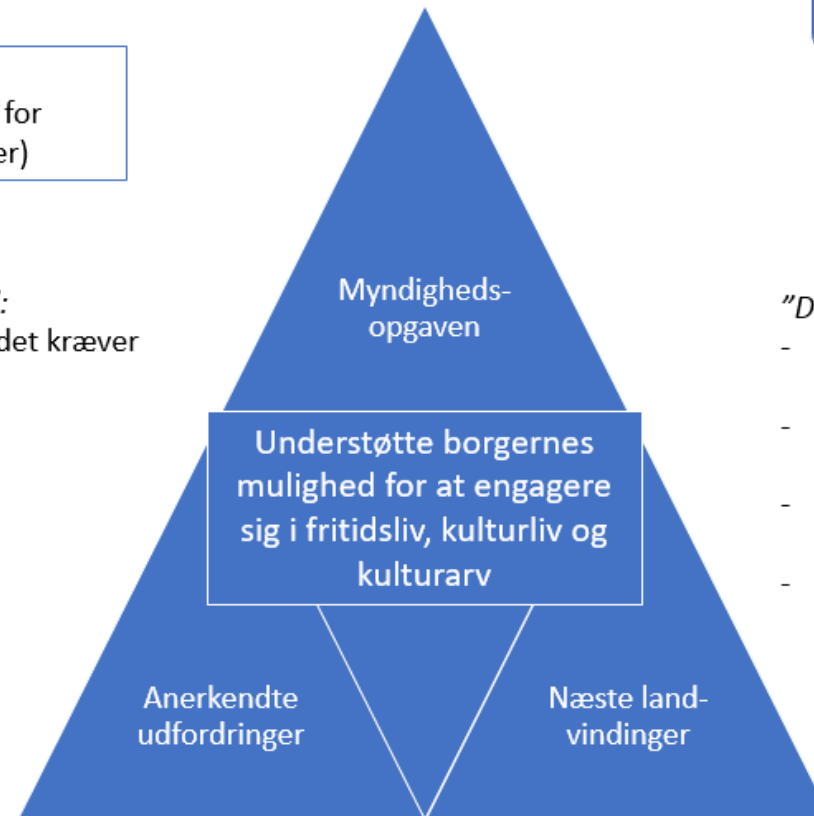 for
er)
:
det kræver
Myndigheds-
opgaven
Understøtte borgernes
mulighed for at engagere
sig i fritidsliv, kulturliv og
kulturarv
Anerkendte
udfordringer
Næste land-
vindinger
”D
-
-
-
-